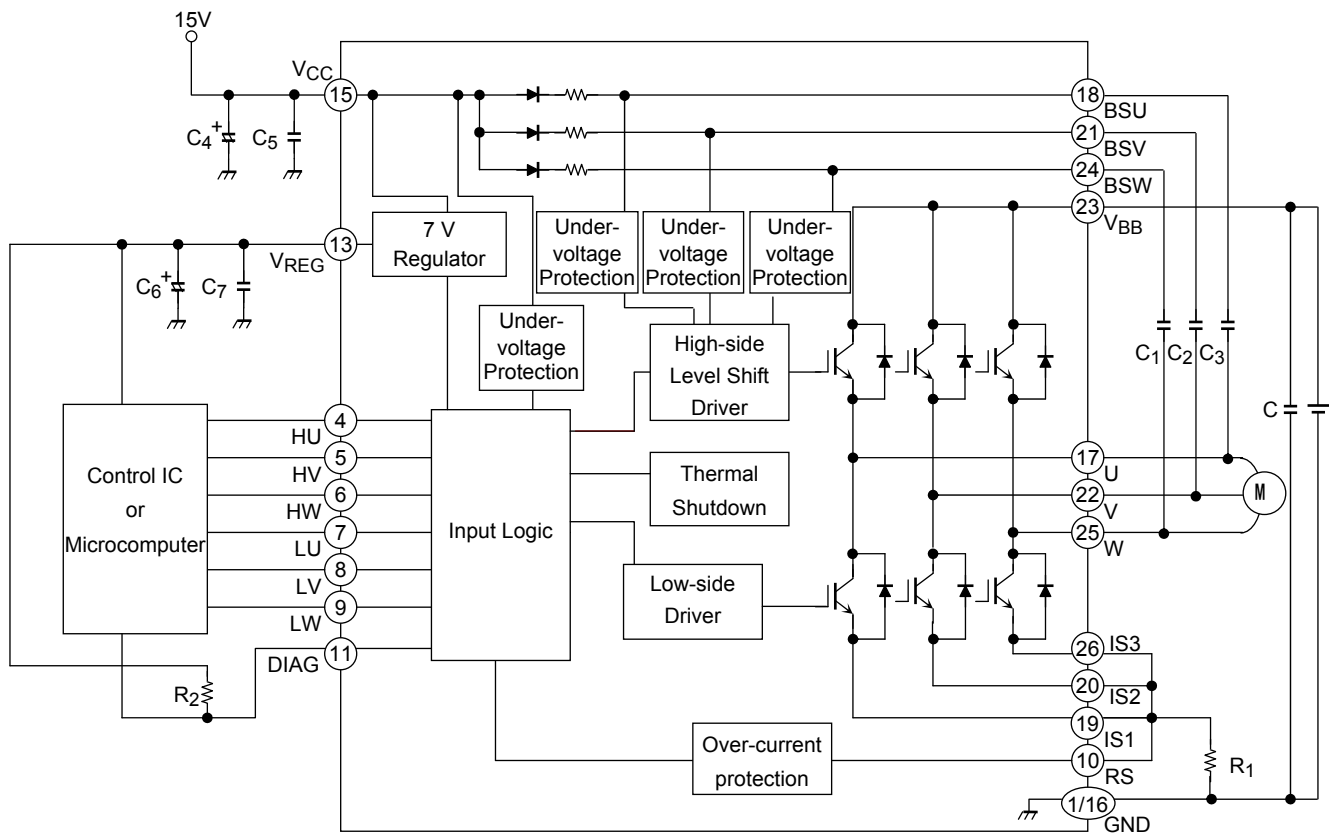 15V
VCC
15
C4
+
C5
18
BSU
21
BSV
24
BSW
23
VBB
13
VREG
7 V
Regulator
C6
+
C7
Under-
voltage
Protection
Under-
voltage
Protection
Under-
voltage
Protection
Under-
voltage
Protection
High-side
Level Shift
Driver
C1
C2
C3
C
Control IC
or
Microcomputer
4
HU
5
HV
6
HW
7
LU
8
LV
9
LW
11
DIAG
R2
Input Logic
Thermal
Shutdown
Low-side
Driver
17
U
22
V
25
W
M
26
IS3
20
IS2
19
IS1
10
RS
Over-current
protection
R1
1/16
GND